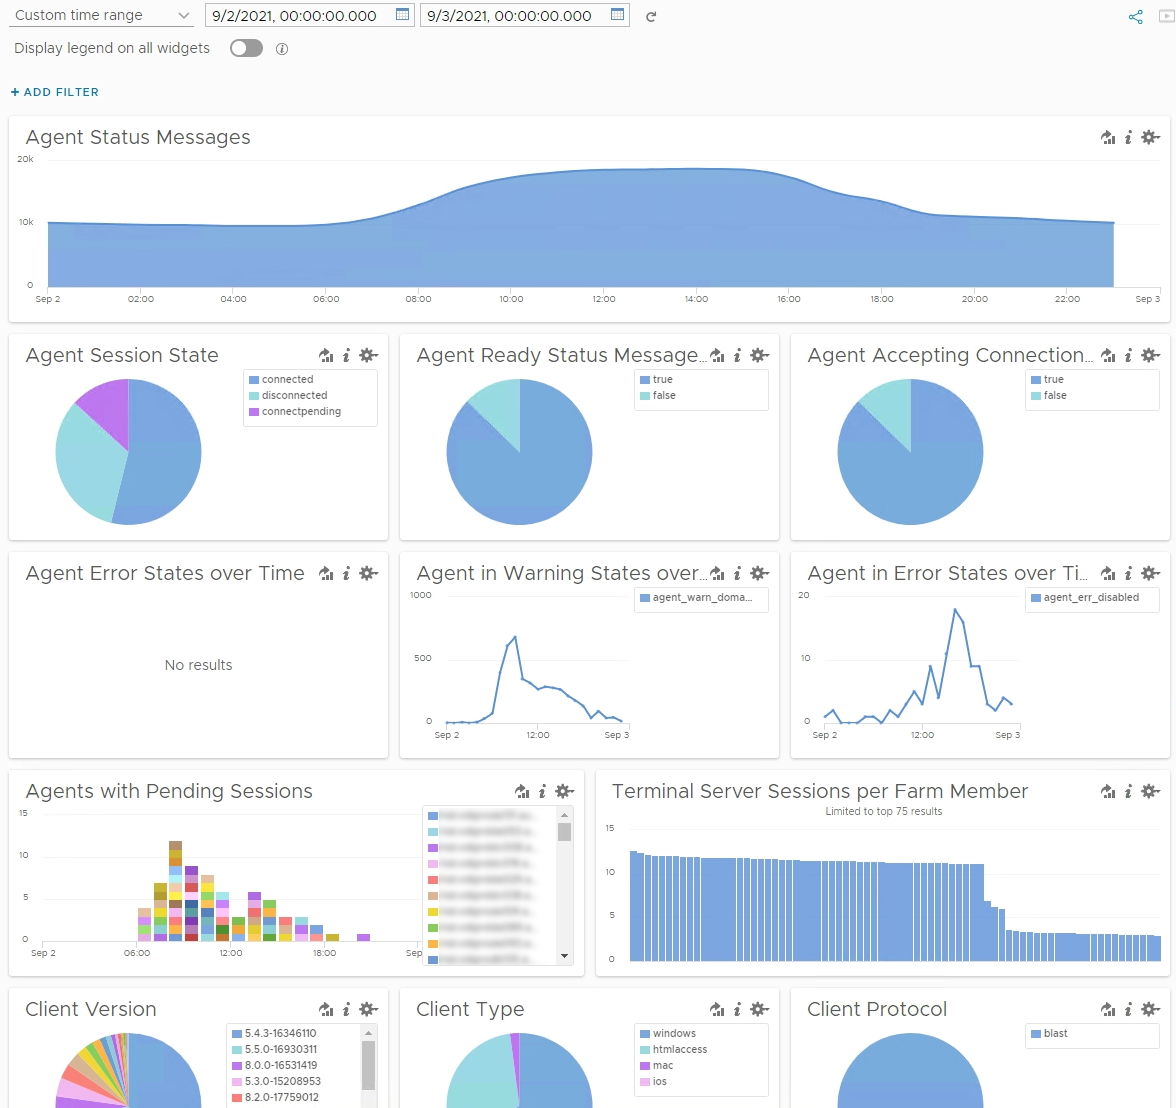 Custom time range
9/2/2021, 00:00:00.000
9/3/2021, 00:00:00.000
Display legend on all widgets
+ ADD FILTER
Agent Status Messages
20k
10k
0
Sep 2 02:00 04:00 06:00 08:00 10:00 12:00 14:00 16:00 18:00 20:00 22:00 Sep 3
Agent Session State
connected
disconnected
connectpending
Agent Ready Status Message...
true
false
Agent Accepting Connection...
true
false
Agent Error States over Time
No results
Agent in Warning States over...
1000
500
0
Sep 2 12:00 Sep 3
agent_warn_doma...
Agent in Error States over Ti...
20
10
0
Sep 2 12:00 Sep 3
agent_err_disabled
Agents with Pending Sessions
15
10
5
0
Sep 2 06:00 12:00 18:00 Sep
Terminal Server Sessions per Farm Member
Limited to top 75 results
15
10
5
0
Client Version
5.4.3-16346110
5.5.0-16930311
8.0.0-16531419
5.3.0-15208953
8.2.0-17759012
Client Type
windows
htmlaccess
mac
ios
Client Protocol
blast